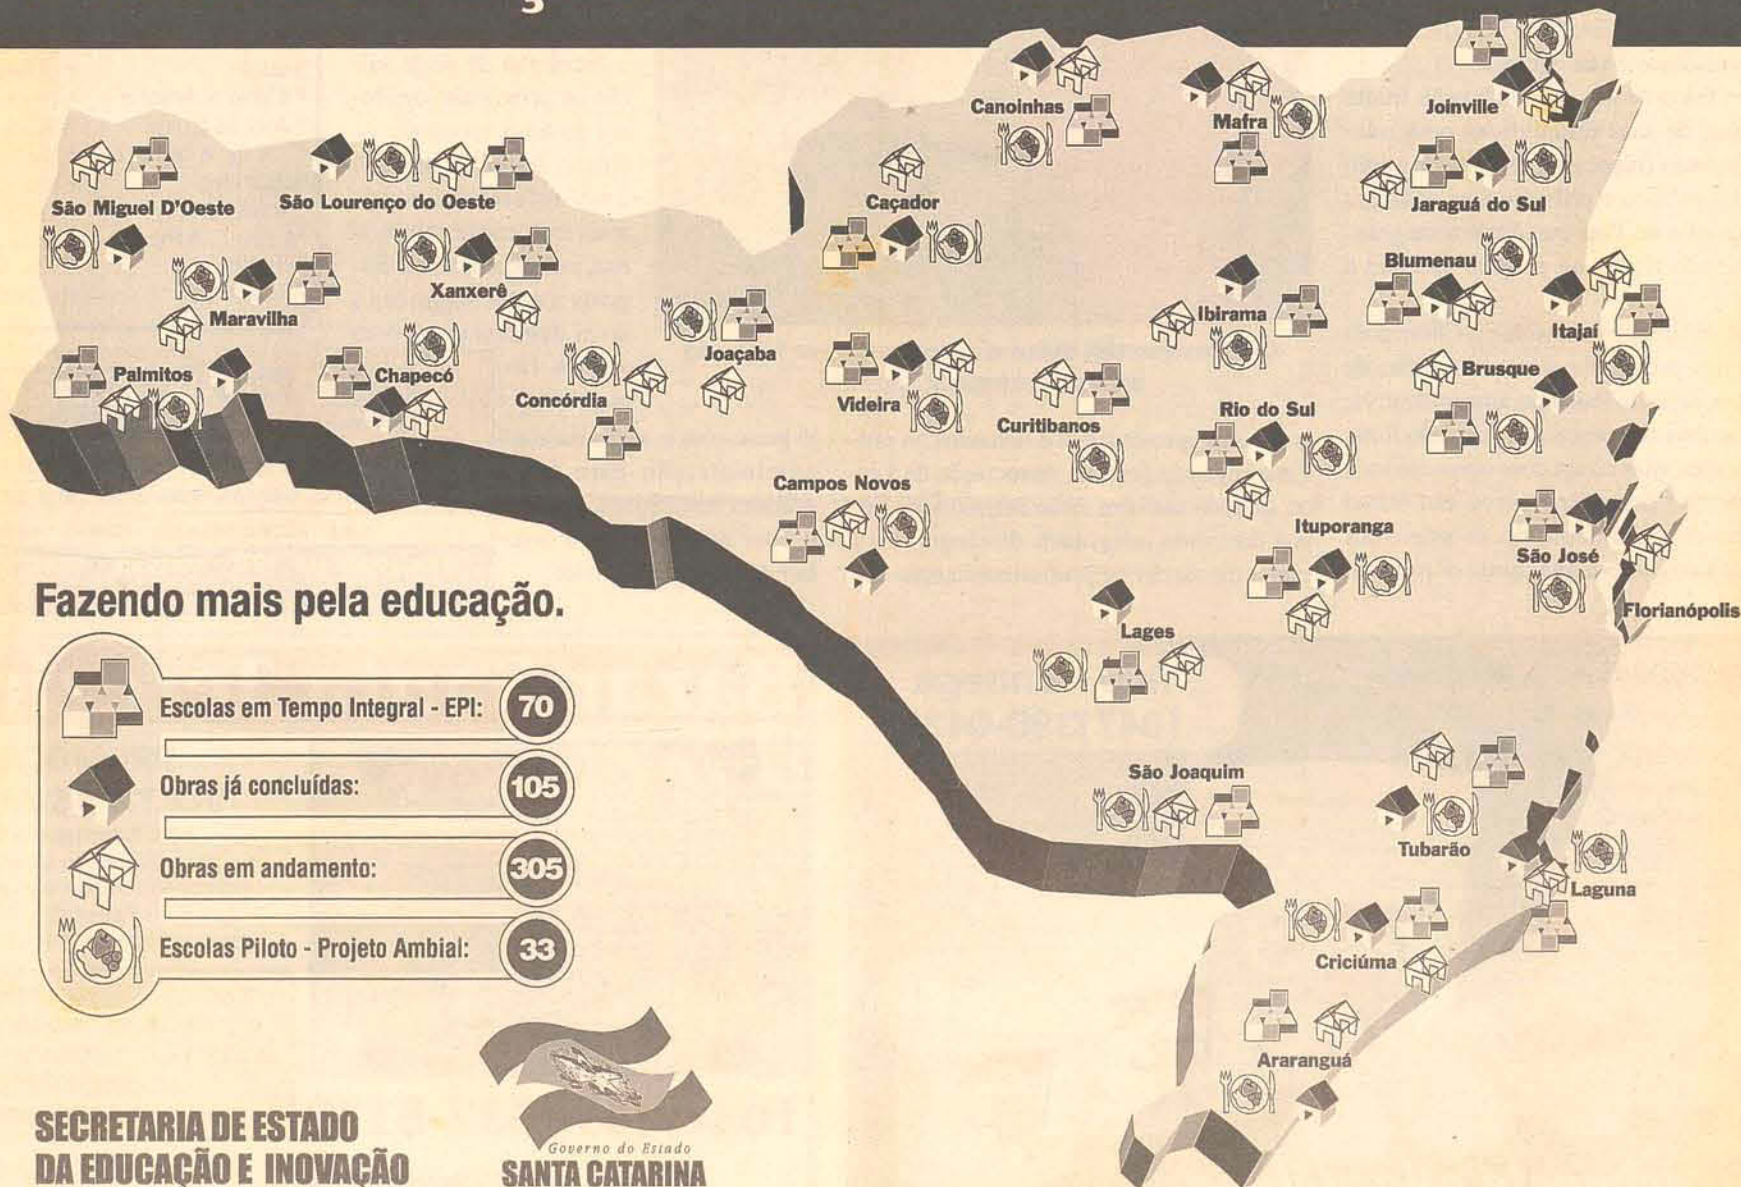 Canoinhas
Mafra
Joinville
São Miguel D'Oeste
São Lourenço do Oeste
Caçador
Jaraguá do Sul
Xanxerê
Blumenau
Maravilha
Ibirama
Itajaí
Joaçaba
Palmitos
Chapecó
Brusque
Concórdia
Videira
Curitibanos
Rio do Sul
Campos Novos
Ituporanga
São José
Florianópolis
Lages
São Joaquim
Tubarão
Laguna
Criciúma
Araranguá
Fazendo mais pela educação.
Escolas em Tempo Integral - EPI: 70
Obras já concluídas: 105
Obras em andamento: 305
Escolas Piloto - Projeto Ambial: 33
SECRETARIA DE ESTADO
DA EDUCAÇÃO E INOVAÇÃO
Governo do Estado
SANTA CATARINA